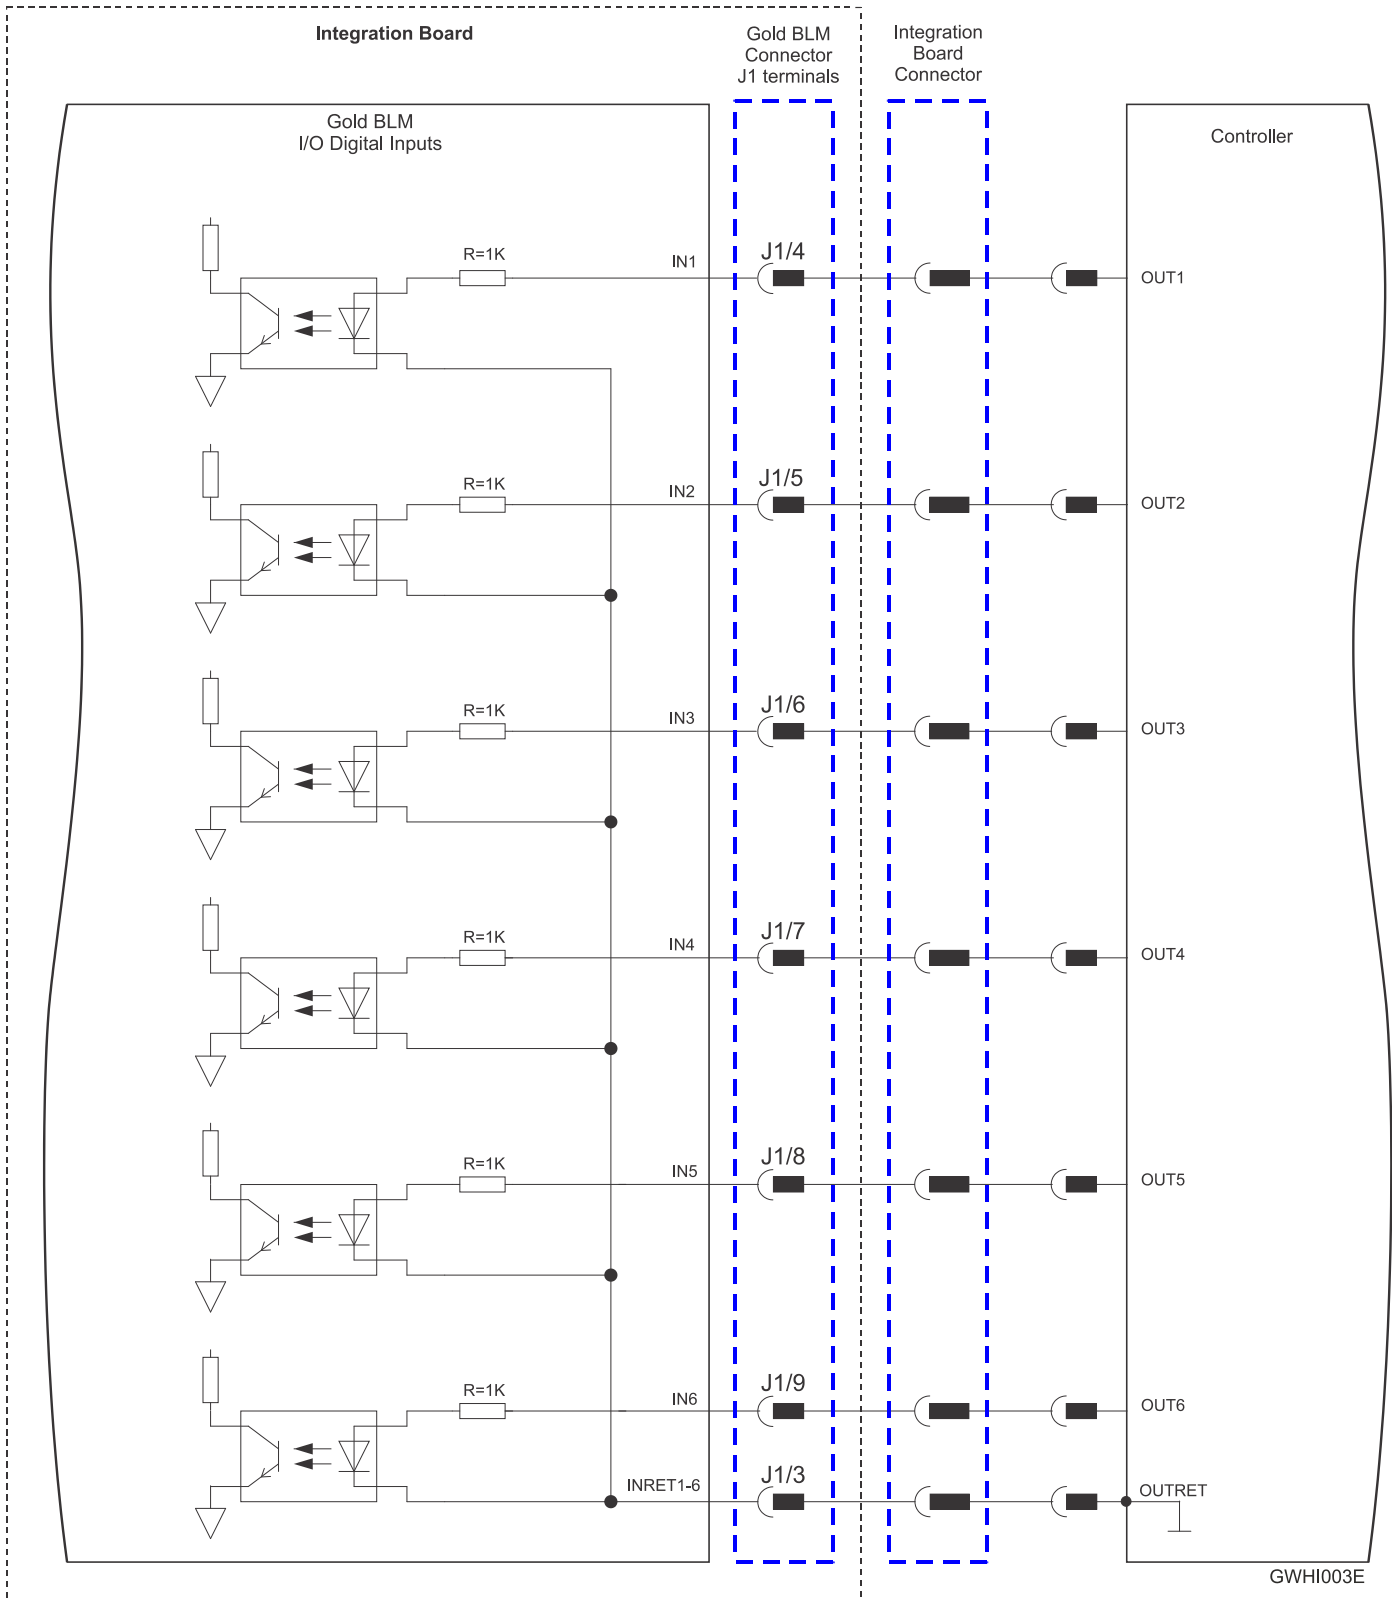 Integration Board
Gold BLM
Connector
J1 terminals
Integration
Board
Connector
Gold BLM
I/O Digital Inputs
Controller
R=1K
IN1
J1/4
OUT1
R=1K
IN2
J1/5
OUT2
R=1K
IN3
J1/6
OUT3
R=1K
IN4
J1/7
OUT4
R=1K
IN5
J1/8
OUT5
R=1K
IN6
J1/9
OUT6
INRET1-6
J1/3
OUTRET
GWHI003E